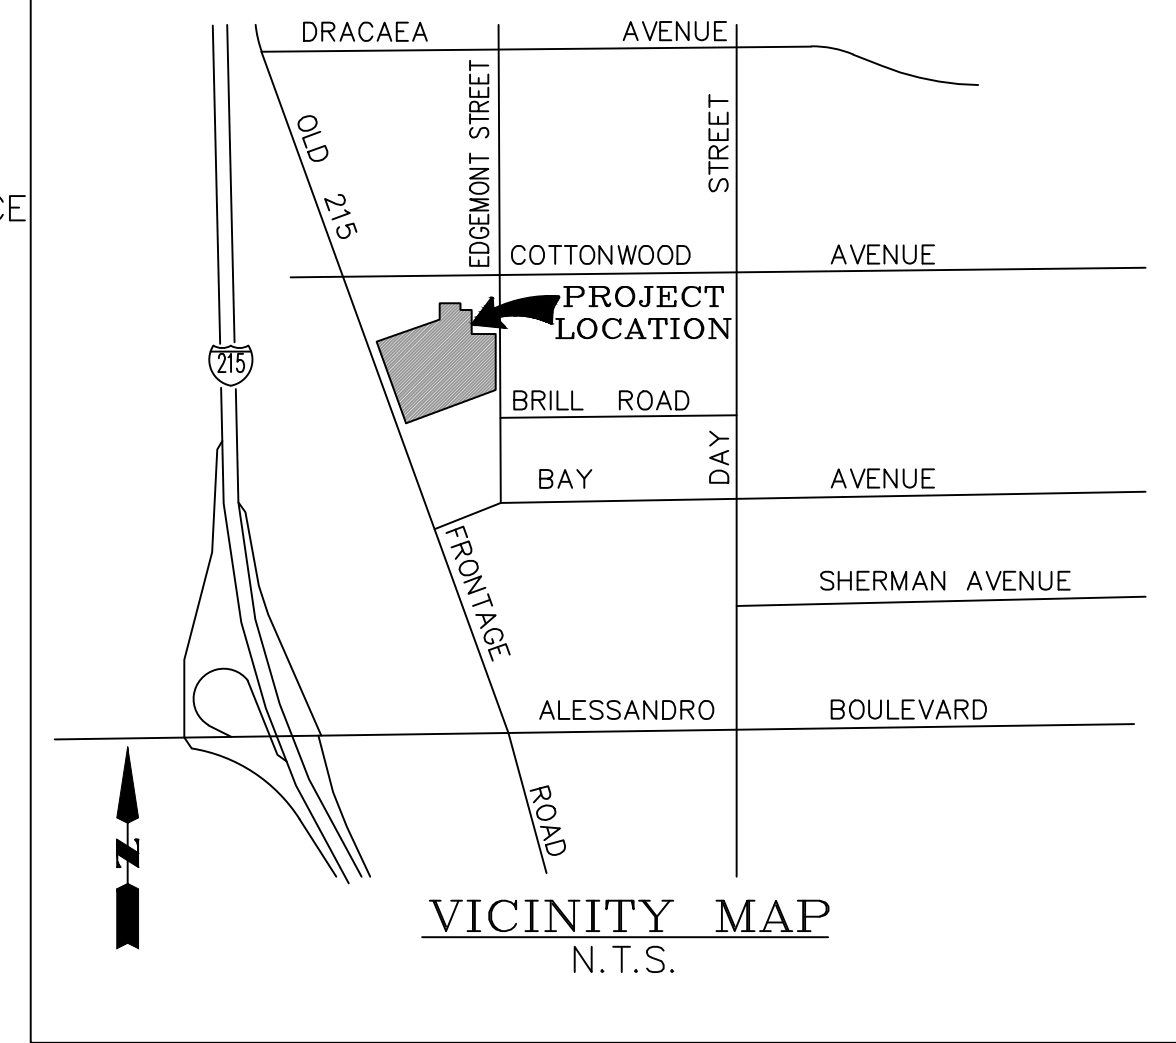 DRACAEA AVENUE
EDGEMONT STREET
DAY STREET
OLD 215
CE
COTTONWOOD AVENUE
PROJECT
LOCATION
215
BRILL ROAD
BAY AVENUE
FRONTAGE
SHERMAN AVENUE
ALESSANDRO BOULEVARD
ROAD
N
VICINITY MAP
N.T.S.